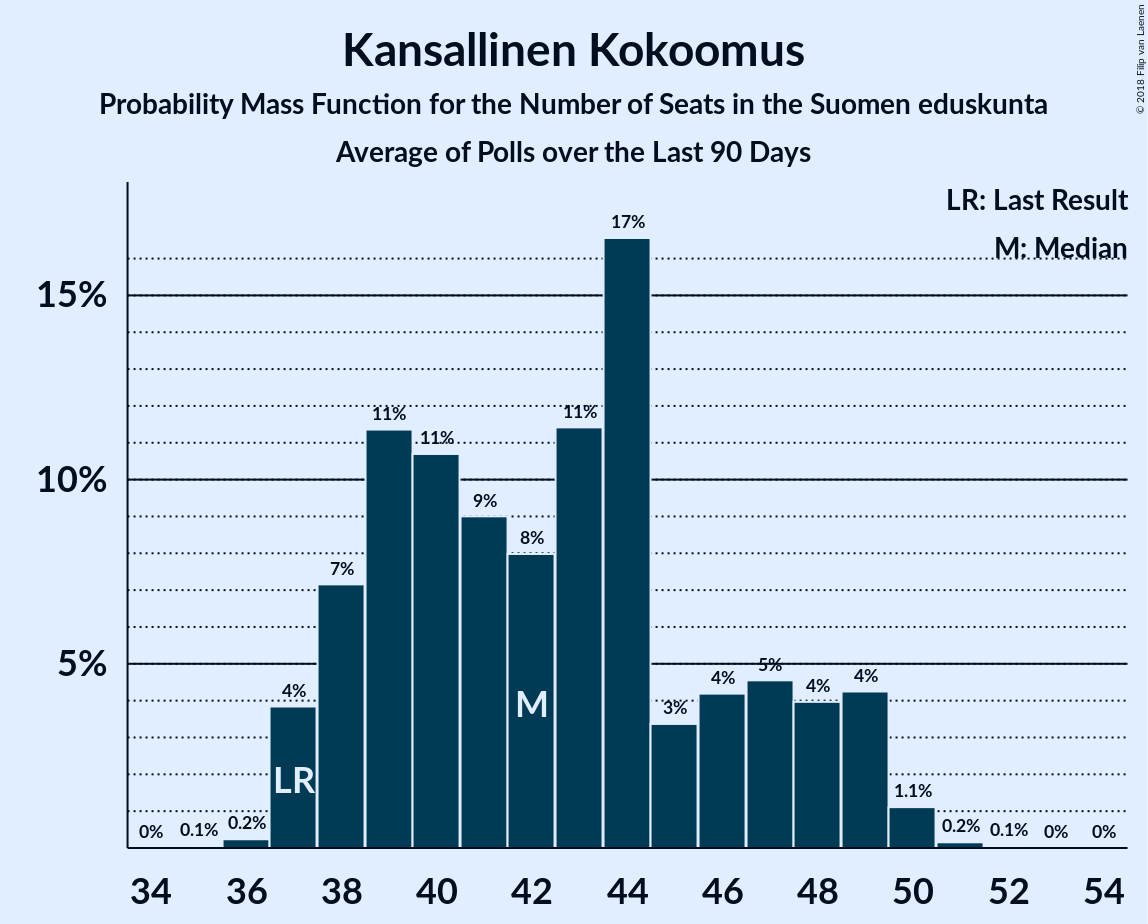 Kansallinen Kokoomus
Probability Mass Function for the Number of Seats in the Suomen eduskunta
Average of Polls over the Last 90 Days
© 2018 Filip van Laenen
LR: Last Result
M: Median
15%
10%
5%
0%
0.1%
0.2%
4%
7%
11%
11%
9%
8%
11%
17%
3%
4%
5%
4%
4%
1.1%
0.2%
0.1%
0%
0%
LR
M
34 36 38 40 42 44 46 48 50 52 54